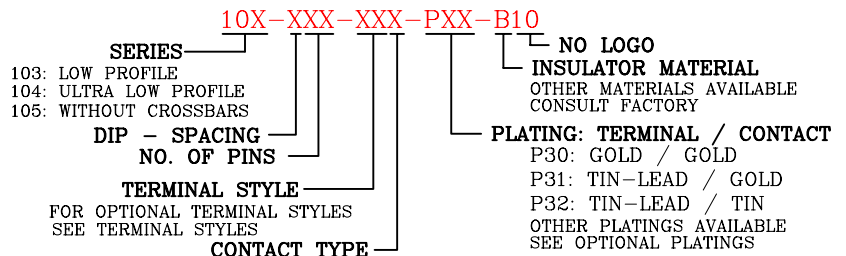 10X-XXX-XXX-PXX-B10
SERIES
103: LOW PROFILE
104: ULTRA LOW PROFILE
105: WITHOUT CROSSBARS
DIP - SPACING
NO. OF PINS
TERMINAL STYLE
FOR OPTIONAL TERMINAL STYLES
SEE TERMINAL STYLES
CONTACT TYPE
NO LOGO
INSULATOR MATERIAL
OTHER MATERIALS AVAILABLE
CONSULT FACTORY
PLATING: TERMINAL / CONTACT
P30: GOLD / GOLD
P31: TIN-LEAD / GOLD
P32: TIN-LEAD / TIN
OTHER PLATINGS AVAILABLE
SEE OPTIONAL PLATINGS